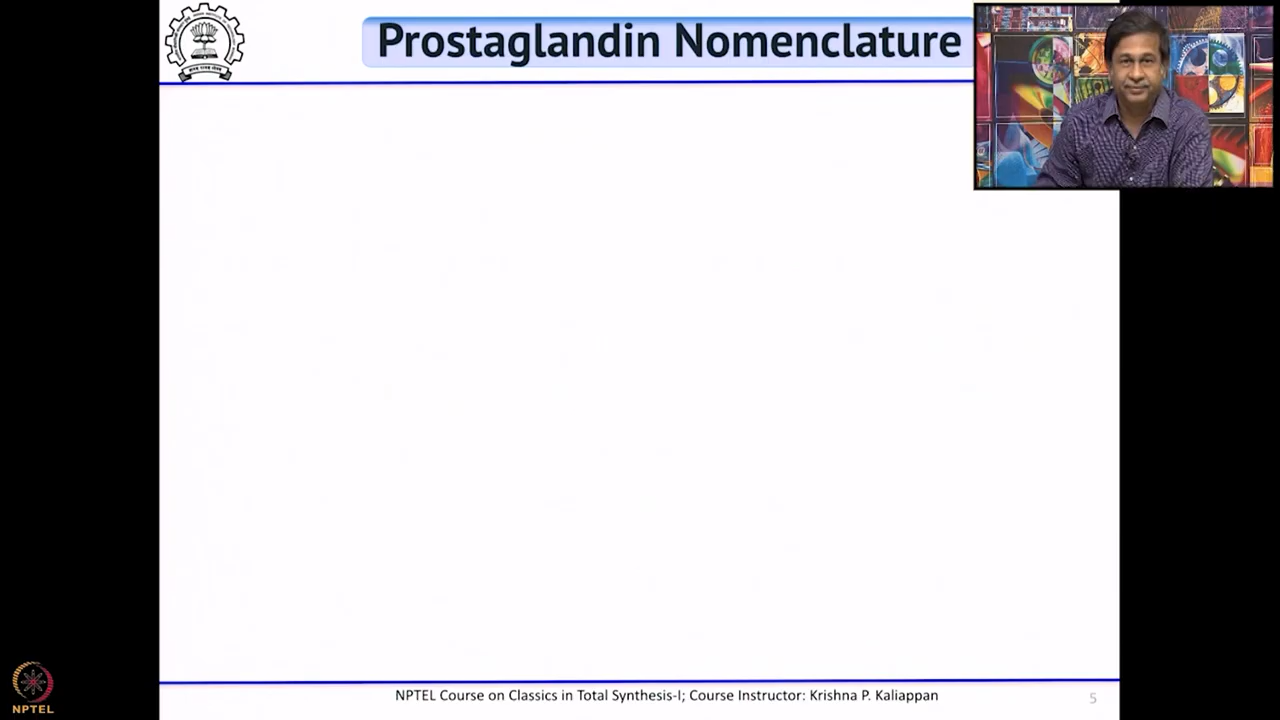 Prostaglandin Nomenclature
NPTEL Course on Classics in Total Synthesis-I; Course Instructor: Krishna P. Kaliappan
5
NPTEL